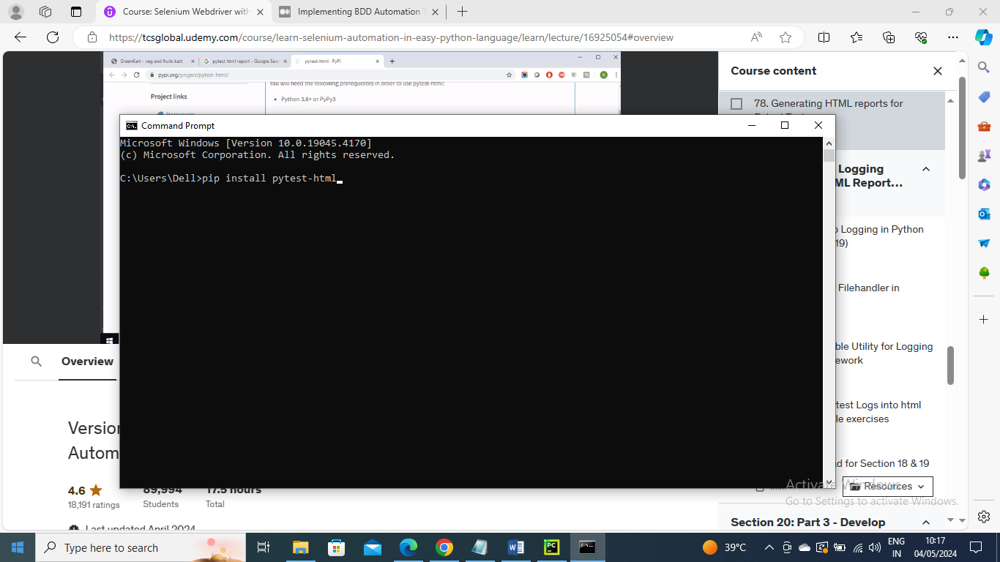 Course: Selenium Webdriver with
Implementing BDD Automation
https://tcsglobal.udemy.com/course/learn-selenium-automation-in-easy-python-language/learn/lecture/16925054#overview
GreenKart - veg and fruits kart
pytest html report - Google Sea
pytest-html · PyPI
pypi.org/project/pytest-html/
You will need the following prerequisites in order to use pytest-html:
Project links
Python 3.6+ or PyPy3
Homepage
Course content
78. Generating HTML reports for
Command Prompt
Microsoft Windows [Version 10.0.19045.4170]
(c) Microsoft Corporation. All rights reserved.
C:\Users\Dell>pip install pytest-html
Logging
ML Report...
Logging in Python
19)
Filehandler in
ble Utility for Logging
ework
test Logs into html
le exercises
d for Section 18 & 19
Resources
Activate Windows
Go to Settings to activate Windows.
Section 20: Part 3 - Develop
Overview
Version
Autom
4.6
18,191 ratings
89,994
Students
17.5 hours
Total
Last updated April 2024
Type here to search
PC
39°C
ENG
IN
10:17
04/05/2024